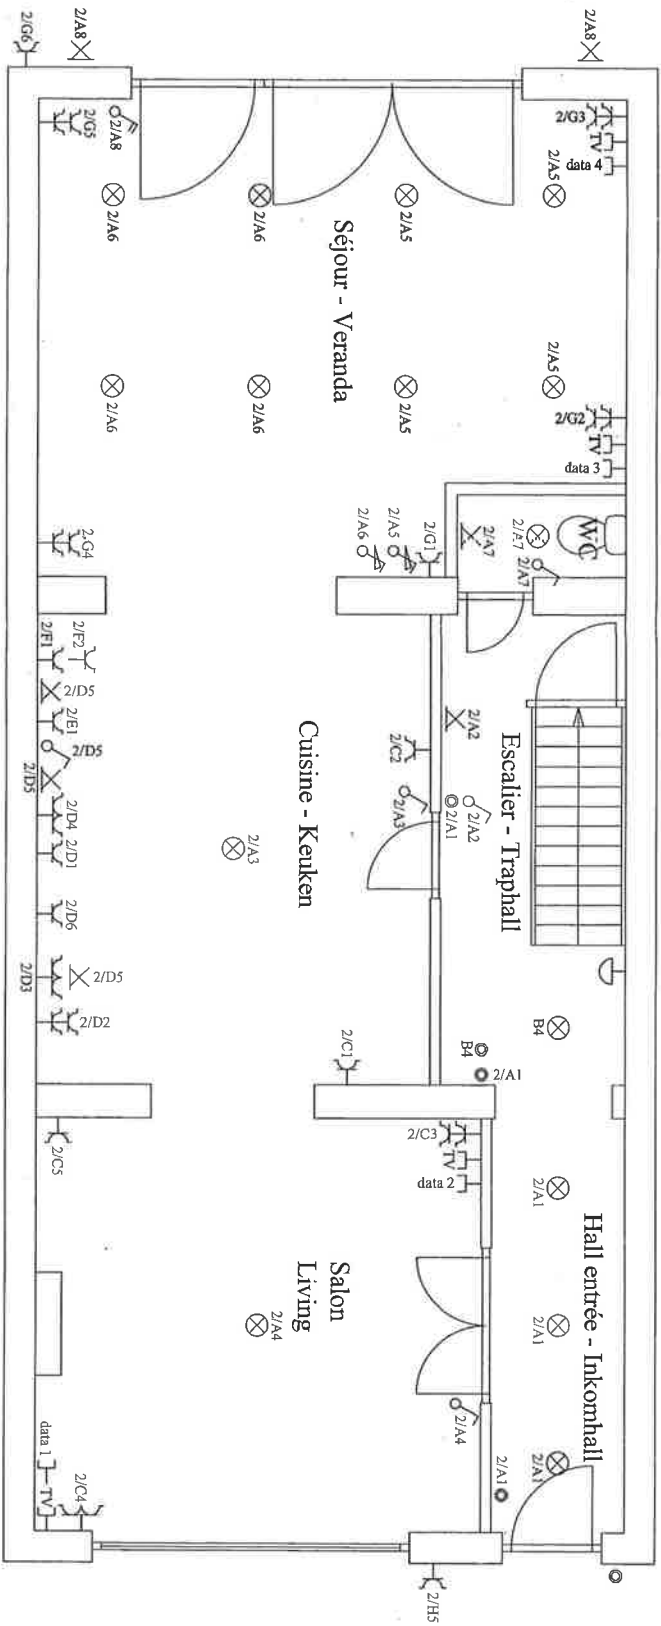 2/G6
2/A8
2/A8
2/G5
2/A8
2/G3
TV
data 4
2/A6
2/A6
2/A5
2/A5
Séjour - Veranda
2/A6
2/A6
2/A5
2/A5
2/G2
TV
data 3
2/G4
2/A6
2/A5
2/G1
2/A7
2/A7
WC
2/A7
2/F1
2/F2
2/D5
2/E1
2/D5
2/D5
2/D4
2/D1
2/D6
2/D3
2/D5
2/D2
Cuisine - Keuken
2/C2
2/A3
2/A3
2/A2
2/A1
2/A2
Escalier - Traphall
B4
B4
2/A1
2/C1
2/C5
2/C3
TV
data 2
2/A1
Hall entrée - Inkomhall
2/A1
2/A1
Salon
Living
2/A4
2/A4
2/A1
data 1
TV
2/C4
2/H5